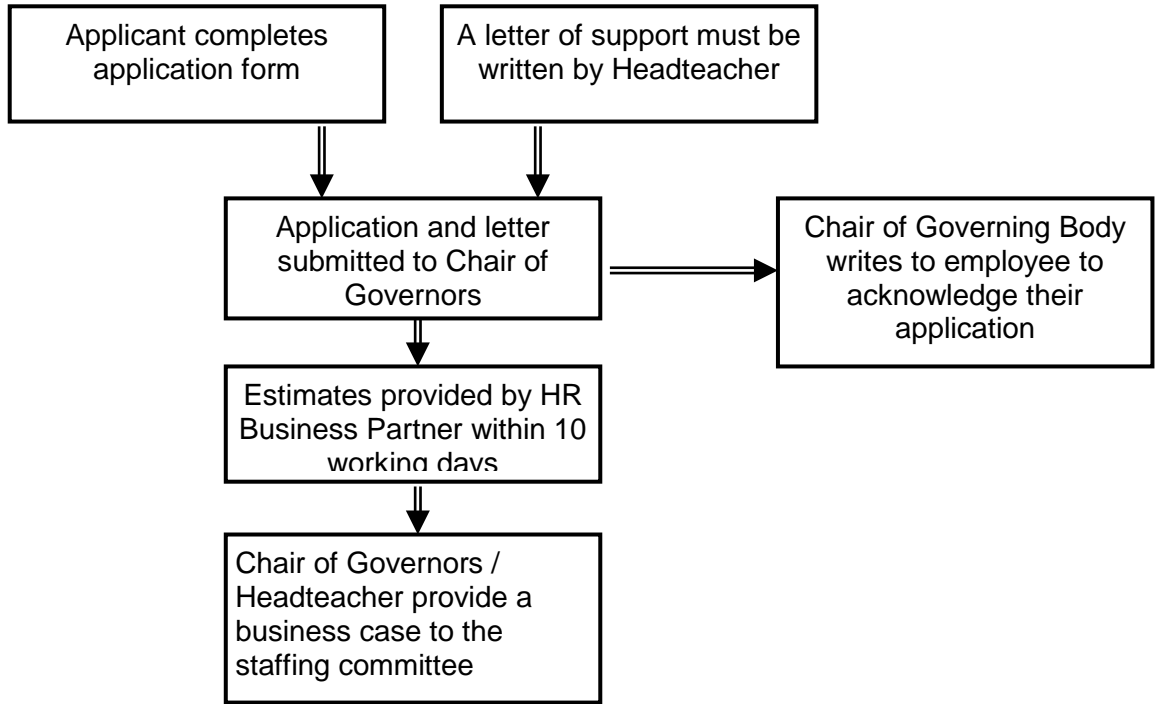 Applicant completes
application form
A letter of support must be
written by Headteacher
Application and letter
submitted to Chair of
Governors
Chair of Governing Body
writes to employee to
acknowledge their
application
Estimates provided by HR
Business Partner within 10
working days
Chair of Governors /
Headteacher provide a
business case to the
staffing committee